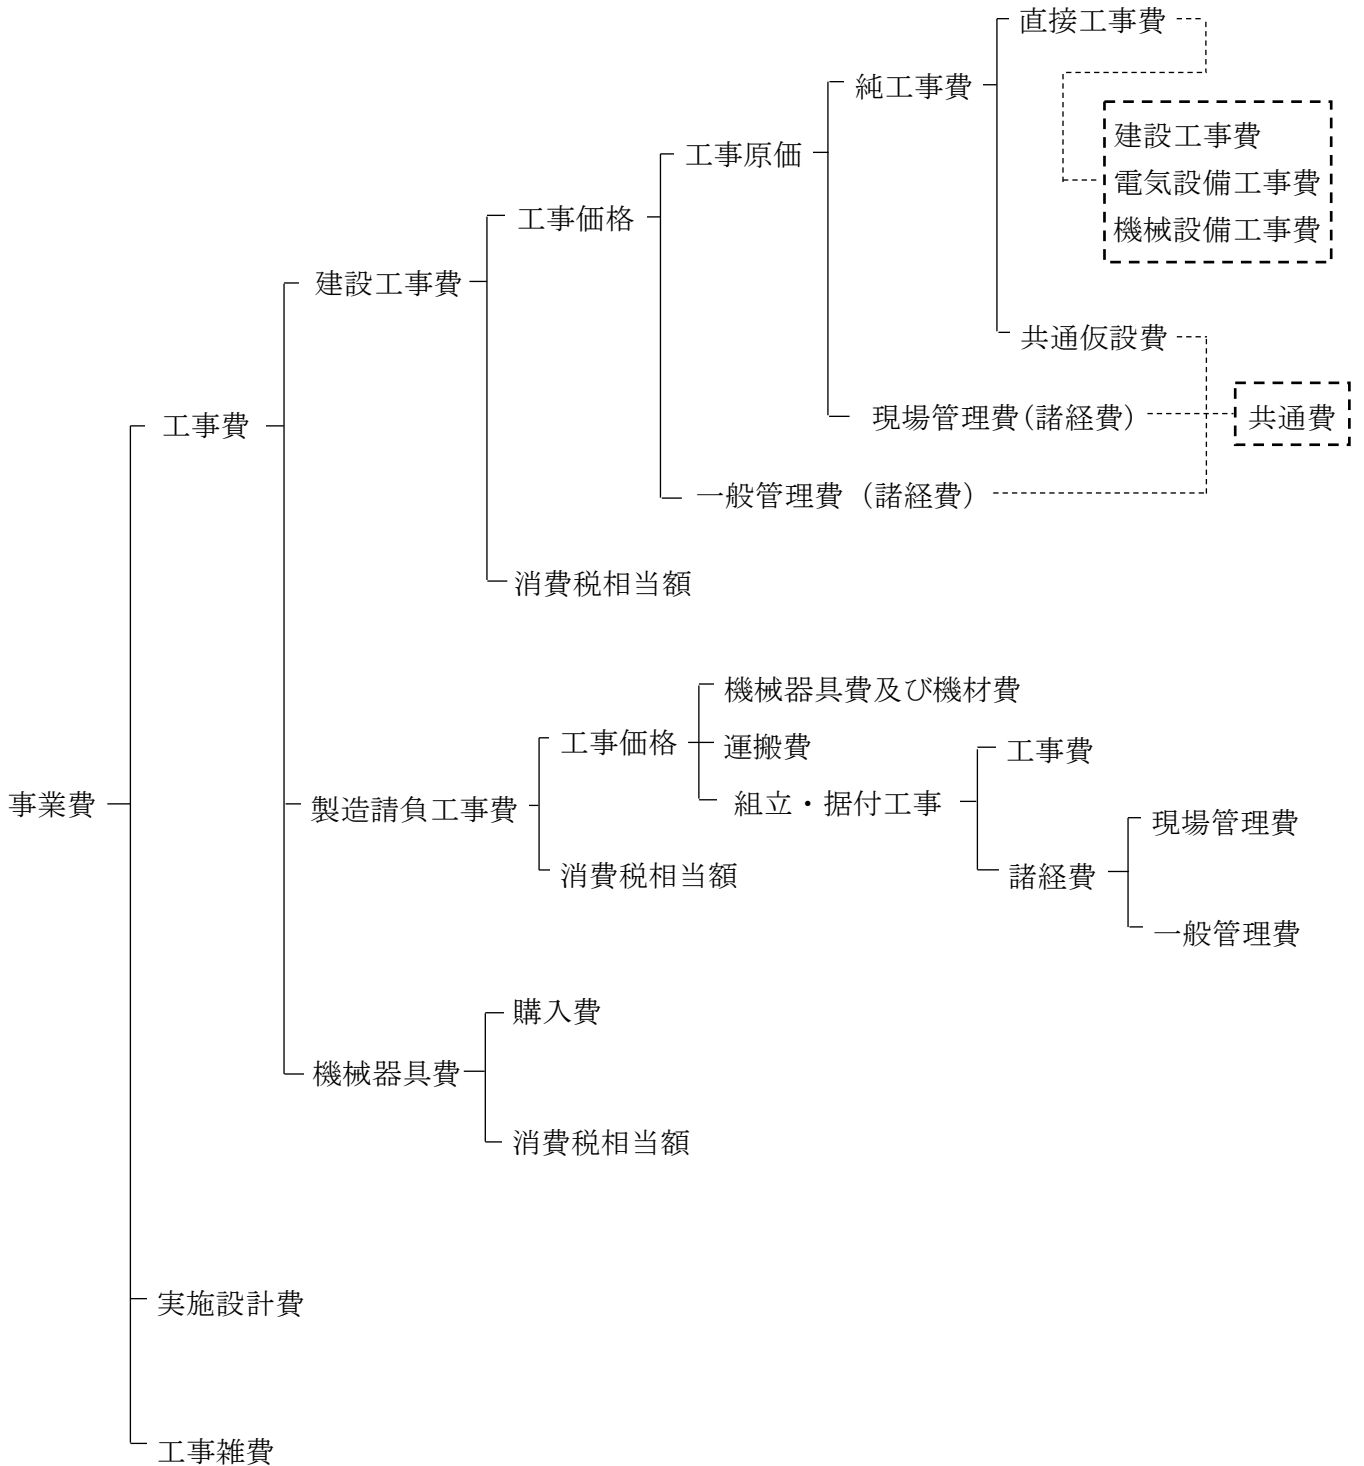 直接工事費
純工事費
建設工事費
電気設備工事費
機械設備工事費
工事原価
工事価格
建設工事費
共通仮設費
工事費
現場管理費(諸経費)
共通費
一般管理費（諸経費）
消費税相当額
機械器具費及び機材費
工事価格
運搬費
工事費
事業費
製造請負工事費
組立・据付工事
現場管理費
消費税相当額
諸経費
一般管理費
購入費
機械器具費
消費税相当額
実施設計費
工事雑費